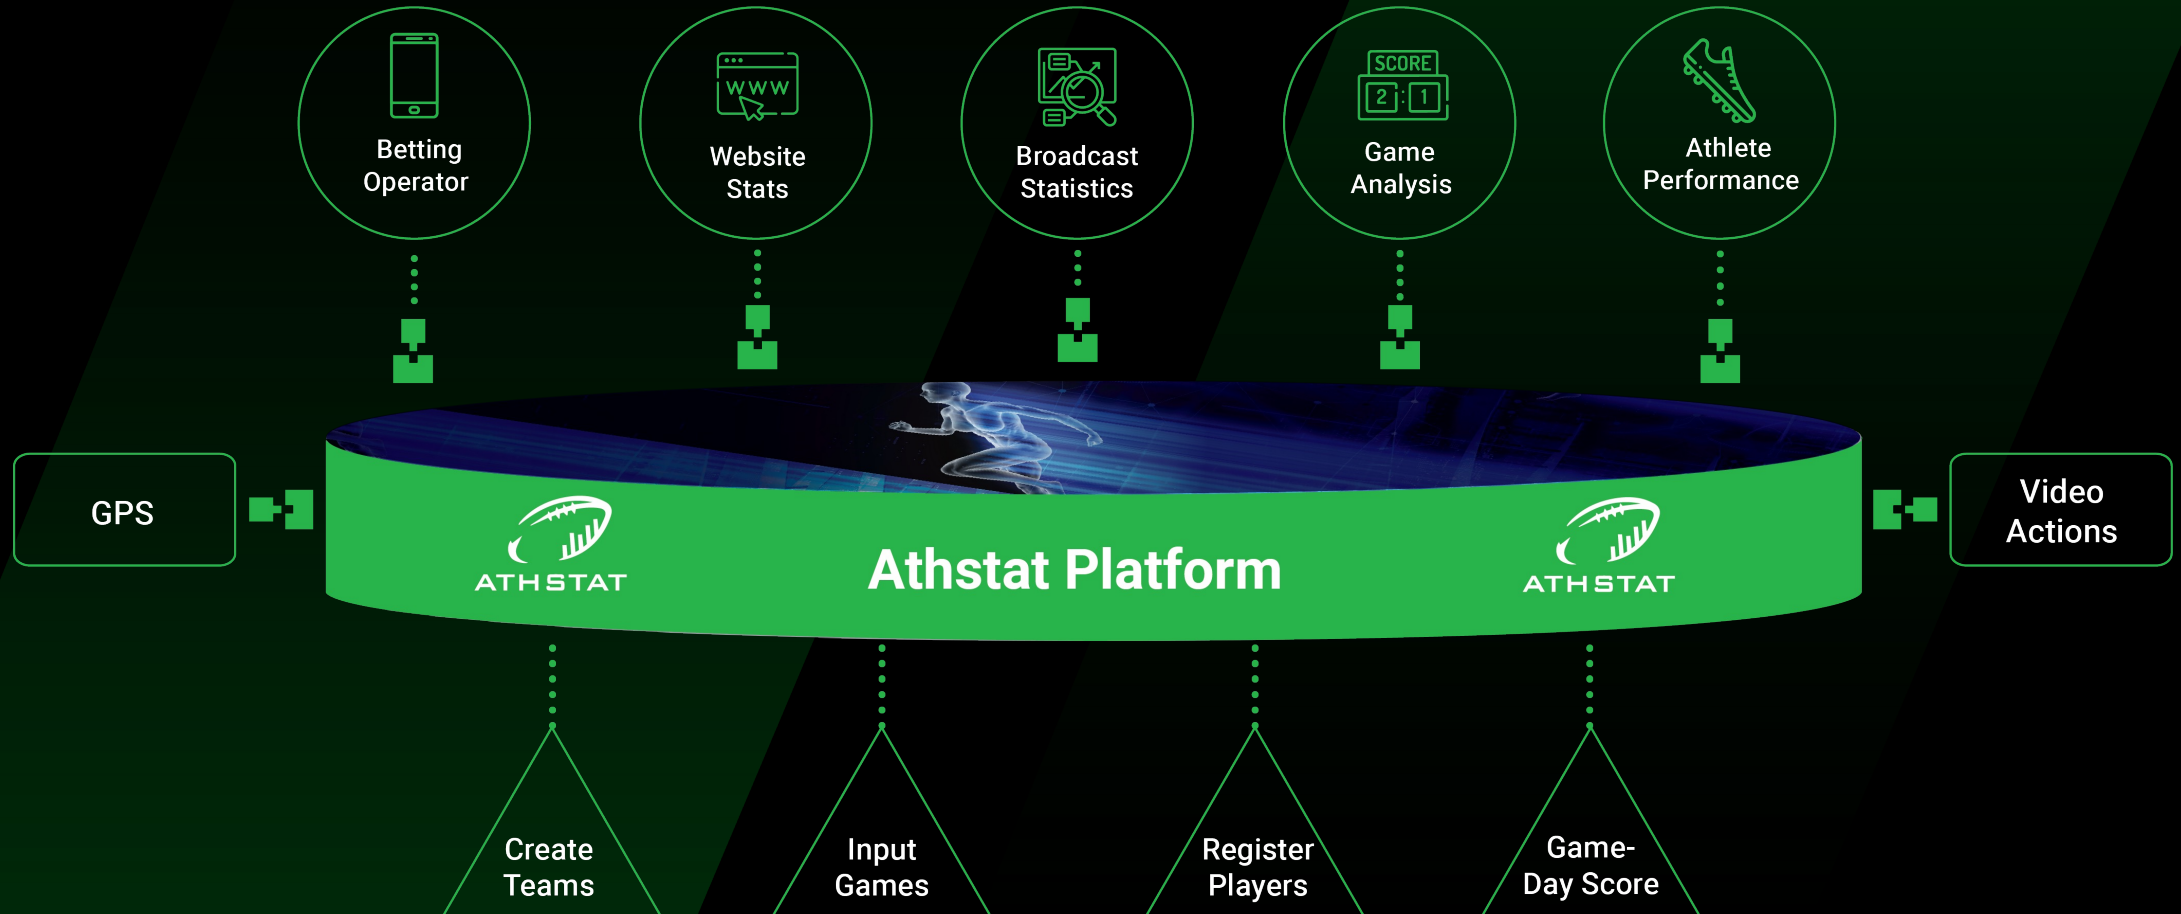 Betting
Operator
WWW
Website
Stats
Broadcast
Statistics
SCORE
2:1
Game
Analysis
Athlete
Performance
GPS
ATHSTAT
Athstat Platform
ATHSTAT
Video
Actions
Create
Teams
Input
Games
Register
Players
Game-
Day Score